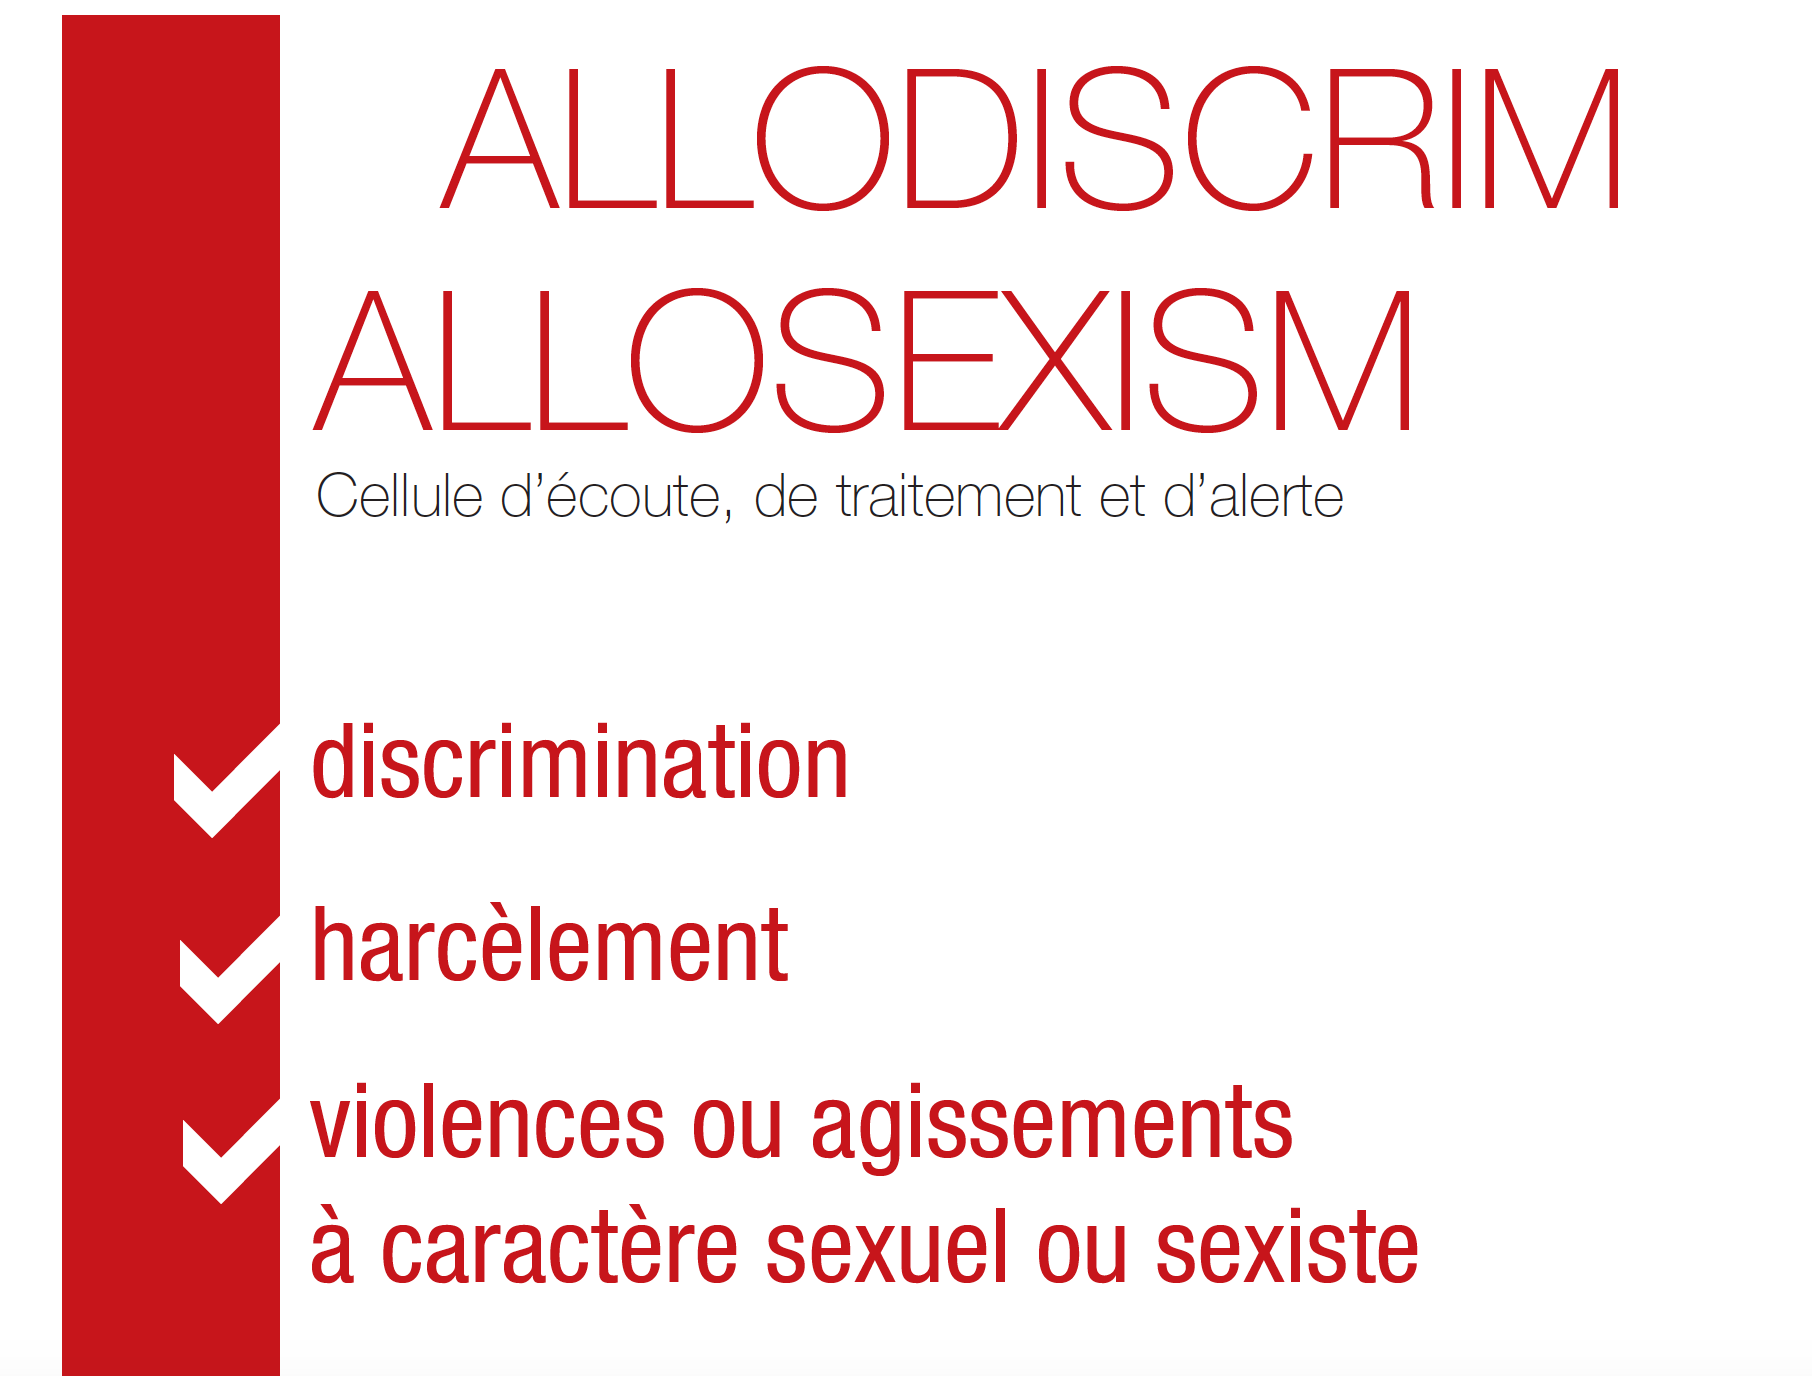 ALLODISCRIM
ALLOSEXISM
Cellule d’écoute, de traitement et d’alerte
discrimination
harcèlement
violences ou agissements
à caractère sexuel ou sexiste